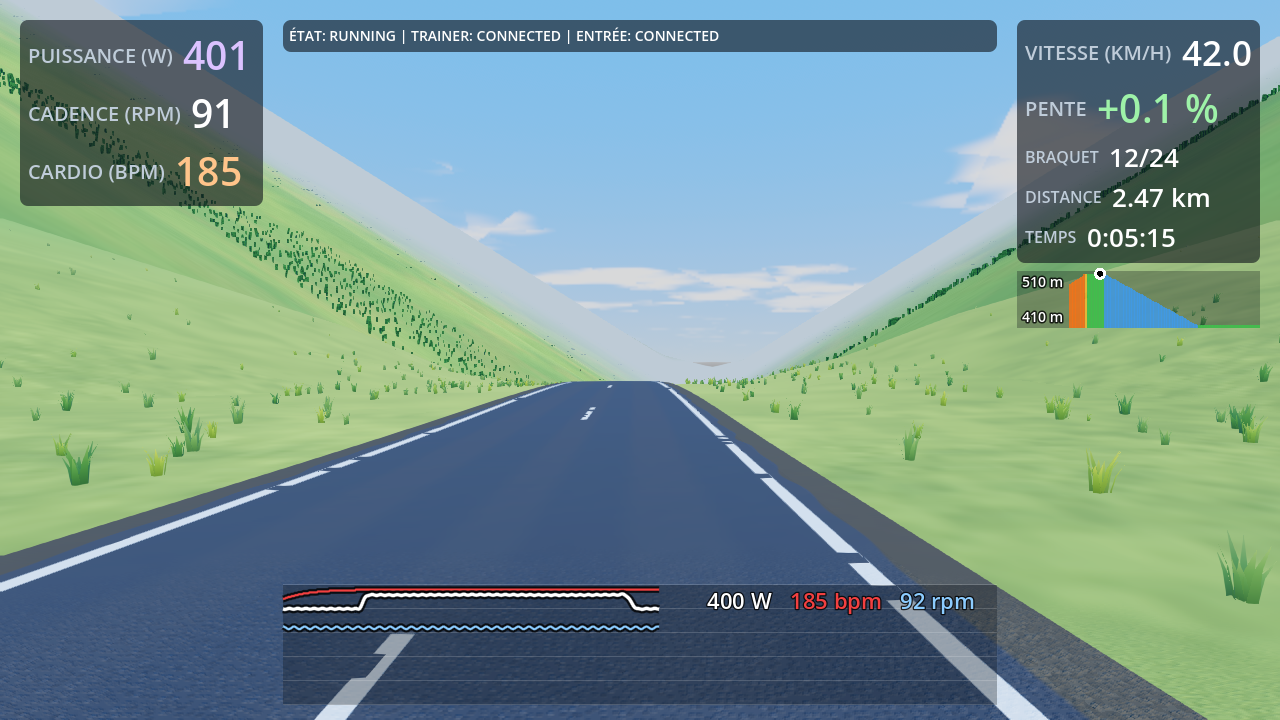 PUISSANCE (W) 401
CADENCE (RPM) 91
CARDIO (BPM) 185
ÉTAT: RUNNING | TRAINER: CONNECTED | ENTRÉE: CONNECTED
VITESSE (KM/H) 42.0
PENTE +0.1 %
BRAQUET 12/24
DISTANCE 2.47 km
TEMPS 0:05:15
510 m
410 m
400 W 185 bpm 92 rpm